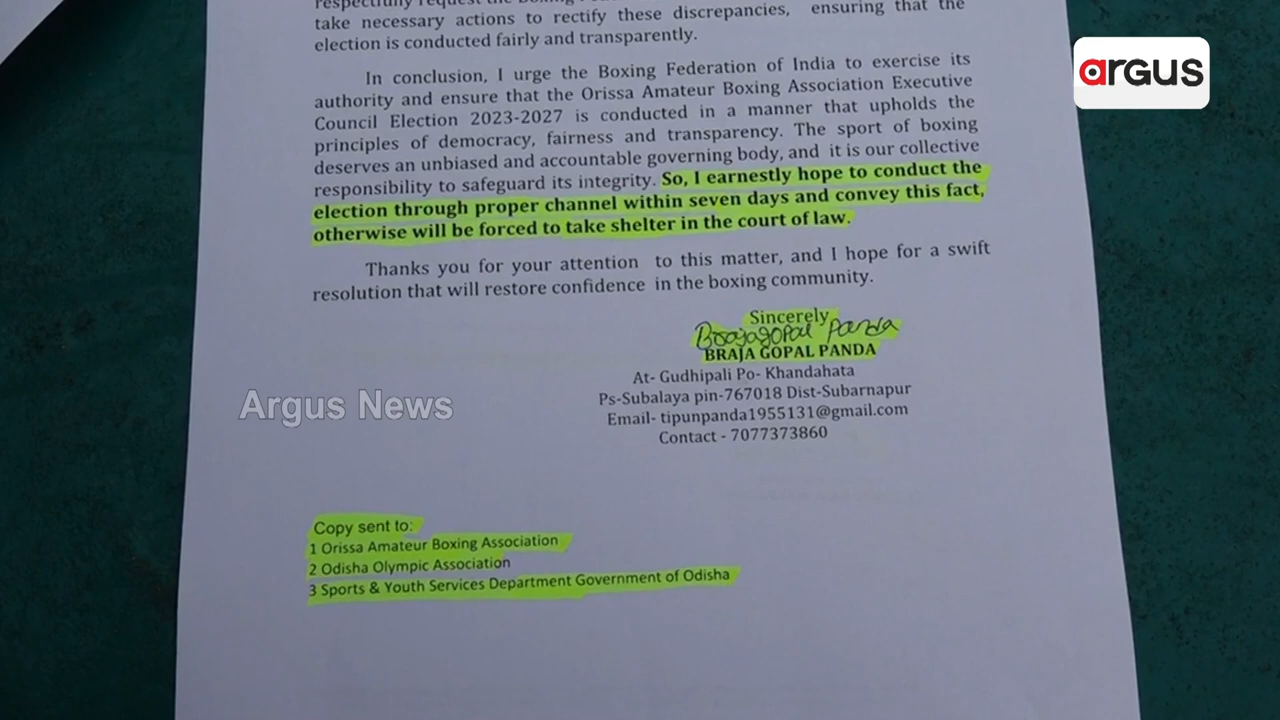 respectfully request the Boxing
take necessary actions to rectify these discrepancies, ensuring that the
election is conducted fairly and transparently.
In conclusion, I urge the Boxing Federation of India to exercise its
authority and ensure that the Orissa Amateur Boxing Association Executive
Council Election 2023-2027 is conducted in a manner that upholds the
principles of democracy, fairness and transparency. The sport of boxing
deserves an unbiased and accountable governing body, and it is our collective
responsibility to safeguard its integrity. So, I earnestly hope to conduct the
election through proper channel within seven days and convey this fact,
otherwise will be forced to take shelter in the court of law.
Thanks you for your attention to this matter, and I hope for a swift
resolution that will restore confidence in the boxing community.
Sincerely
Brajagopal Panda
BRAJA GOPAL PANDA
At- Gudhipali Po- Khandahata
Ps-Subalaya pin-767018 Dist-Subarnapur
Email- tipunpanda1955131@gmail.com
Contact - 7077373860
Copy sent to:
1 Orissa Amateur Boxing Association
2 Odisha Olympic Association
3 Sports & Youth Services Department Government of Odisha
argus
Argus News